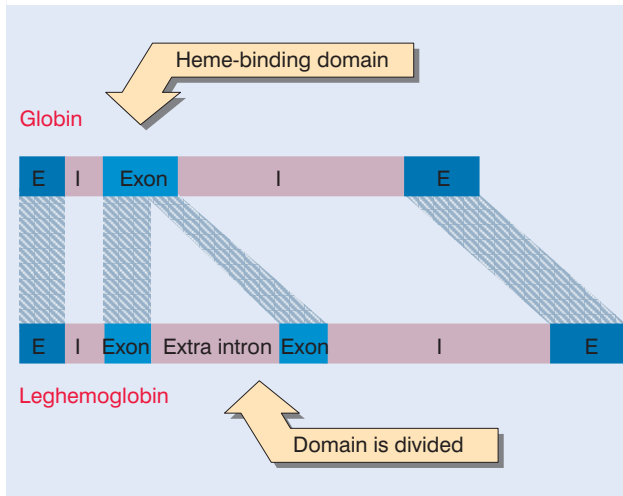 Heme-binding domain
Globin
E I Exon I E
E I Exon Extra intron Exon I E
Leghemoglobin
Domain is divided